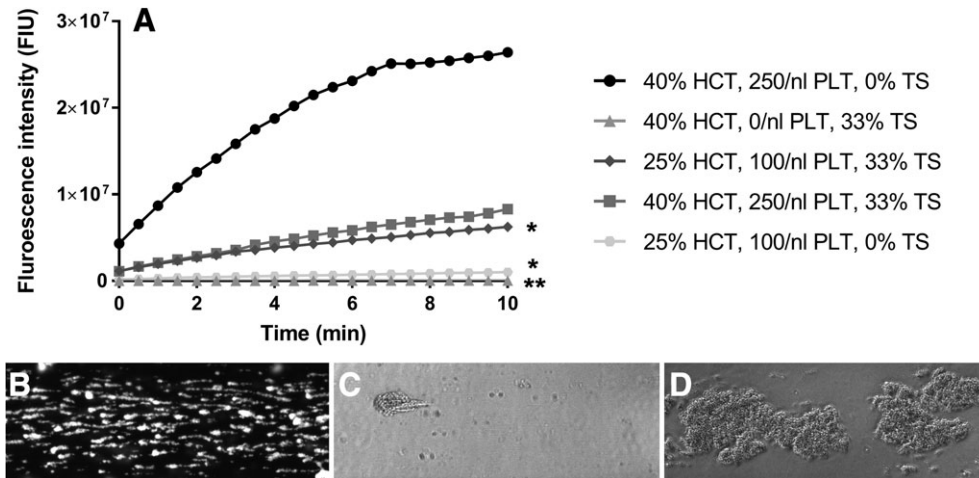 A
Fluroescence intensity (FIU)
3×10⁷
2×10⁷
1×10⁷
0
0 2 4 6 8 10
Time (min)
*
*
**
40% HCT, 250/nl PLT, 0% TS
40% HCT, 0/nl PLT, 33% TS
25% HCT, 100/nl PLT, 33% TS
40% HCT, 250/nl PLT, 33% TS
25% HCT, 100/nl PLT, 0% TS
B C D